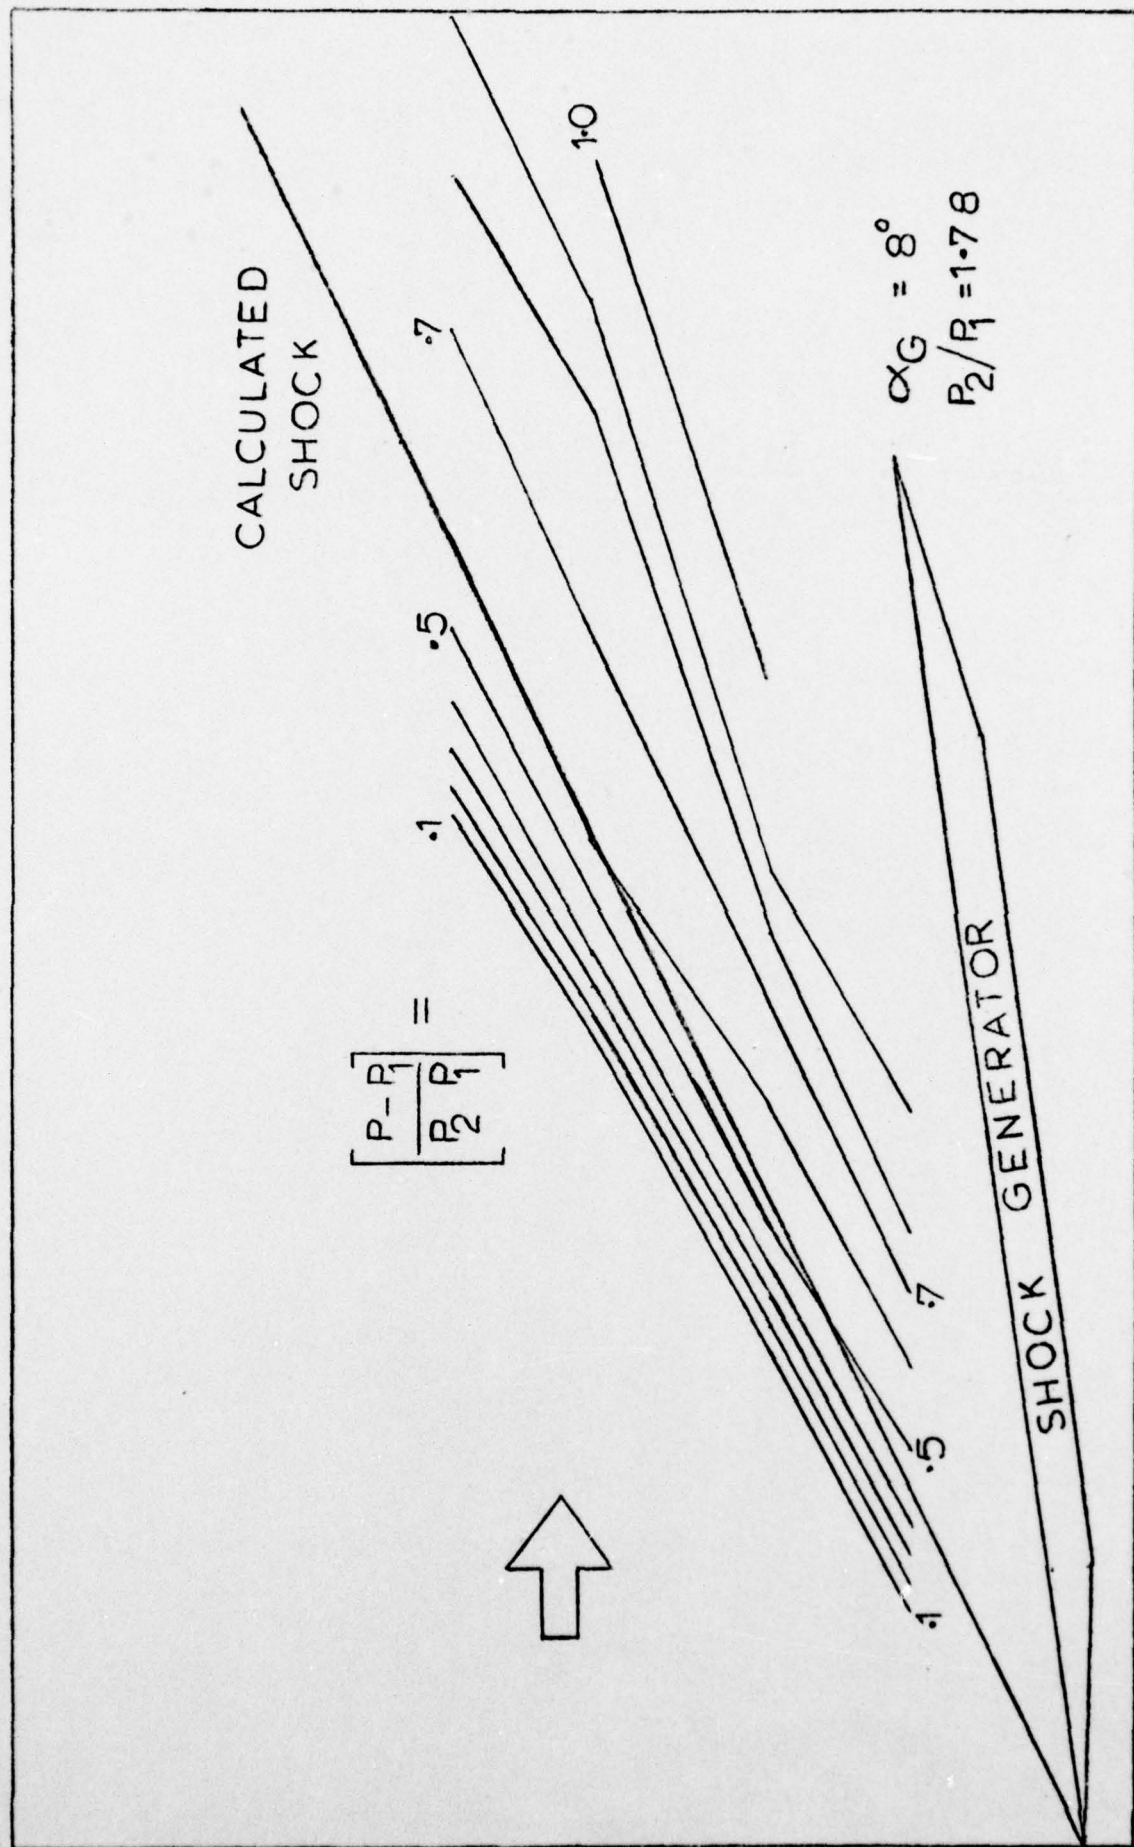 CALCULATED
SHOCK
[P-P1 / P2 P1] =
.1
.5
.7
1.0
.1
.5
.7
SHOCK GENERATOR
αG = 8°
P2/P1 = 1.78